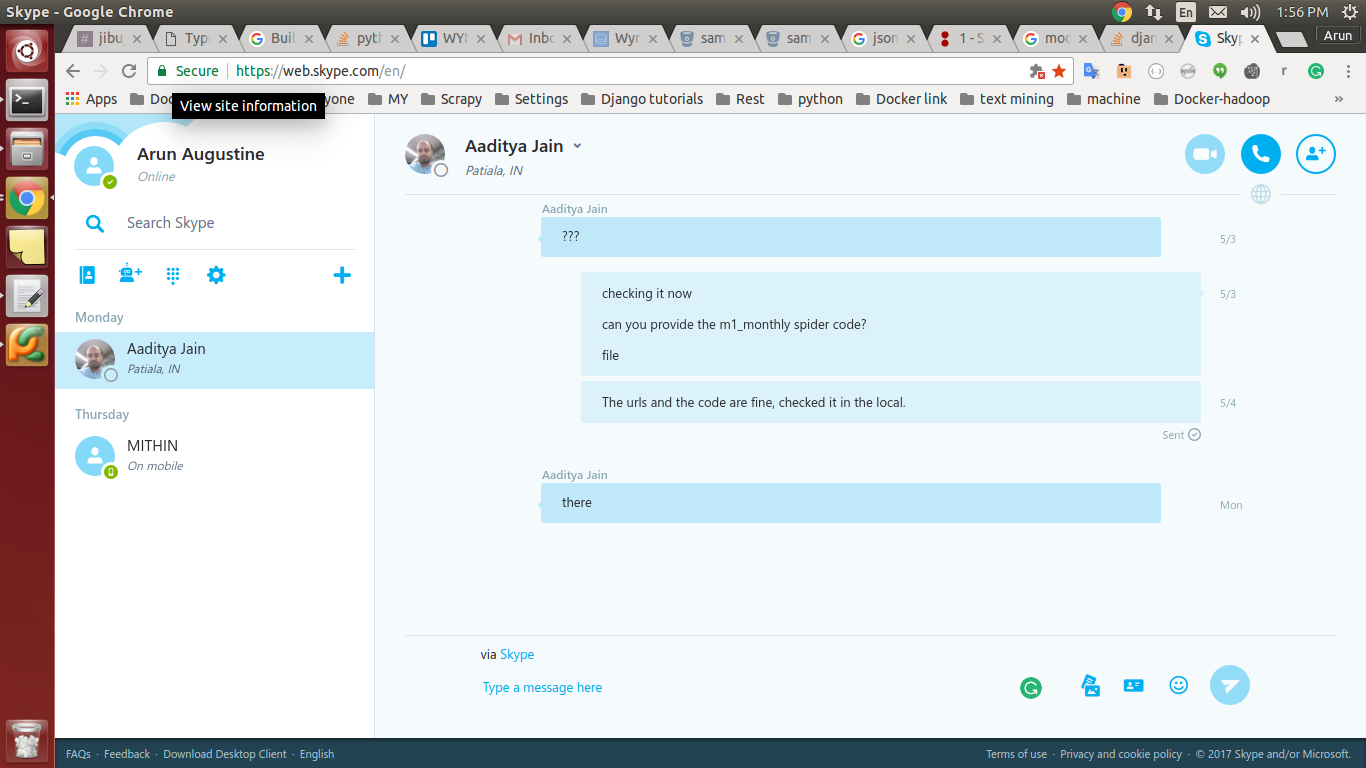 Skype - Google Chrome
En
1:56 PM
jibu
Typ
Buil
pyth
WYN
Inbo
Wyn
sam
sam
json
1 - S
moc
djan
Sky
Arun
Secure
https://web.skype.com/en/
Apps
MY
Scrapy
Settings
Django tutorials
Rest
python
Docker link
text mining
machine
Docker-hadoop
»
View site information
Arun Augustine
Online
Search Skype
Monday
Aaditya Jain
Patiala, IN
Thursday
MITHIN
On mobile
Aaditya Jain
Patiala, IN
Aaditya Jain
???
5/3
checking it now
5/3
can you provide the m1_monthly spider code?
file
The urls and the code are fine, checked it in the local.
5/4
Sent
Aaditya Jain
there
Mon
via Skype
Type a message here
FAQs · Feedback · Download Desktop Client · English
Terms of use · Privacy and cookie policy · © 2017 Skype and/or Microsoft.